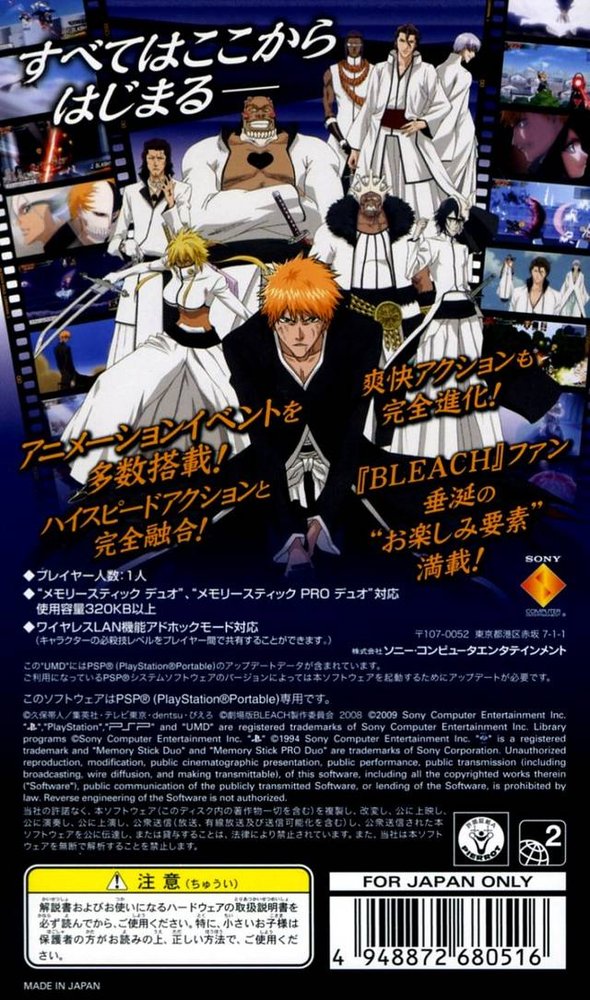 すべてはここから
はじまる――
爽快アクションも
完全進化!
アニメーションイベントを
多数搭載!
ハイスピードアクションと
完全融合!
『BLEACH』ファン
垂涎の
“お楽しみ要素”
満載!
◆プレイヤー人数:1人
◆“メモリースティック デュオ”、“メモリースティック PRO デュオ”対応
使用容量320KB以上
◆ワイヤレスLAN機能アドホックモード対応
(キャラクターの必殺技レベルをプレイヤー間で共有することができます。)
SONY
COMPUTER
ENTERTAINMENT
〒107-0052 東京都港区赤坂 7-1-1
株式会社 ソニー・コンピュータエンタテインメント
この“UMD”にはPSP® (PlayStation®Portable)のアップデートデータが含まれています。
ご利用になっているPSP®システムソフトウェアのバージョンによっては本ソフトウェアを起動するためにアップデートが必要です。
このソフトウェアはPSP® (PlayStation®Portable)専用です。
©久保帯人/集英社・テレビ東京・dentsu・ぴえろ ©劇場版BLEACH製作委員会 2008 ©2009 Sony Computer Entertainment Inc.
"PlayStation", "PSP" and "UMD" are registered trademarks of Sony Computer Entertainment Inc. Library
programs ©Sony Computer Entertainment Inc. ©1994 Sony Computer Entertainment Inc. is a registered
trademark and "Memory Stick Duo" and "Memory Stick PRO Duo" are trademarks of Sony Corporation. Unauthorized
reproduction, modification, public cinematographic presentation, public performance, public transmission (including
broadcasting, wire diffusion, and making transmittable), of this software, including all the copyrighted works therein
("Software"), public communication of the publicly transmitted Software, or lending of the Software, is prohibited by
law. Reverse engineering of the Software is not authorized.
当社の許諾なく、本ソフトウェア(このディスク内の著作物一切を含む)を複製し、改変し、公に上映し、
公に演奏し、公に上演し、公衆送信(放送、有線放送及び送信可能化を含む)し、公衆送信された本
ソフトウェアを公に伝達し、または貸与することは、法律により禁止されています。また、当社は本ソフト
ウェアを無断で解析することを禁止します。
PIERROT
2
注意(ちゅうい)
解説書およびお使いになるハードウェアの取扱説明書を
必ず読んでから、ご使用ください。特に、小さいお子様は
保護者の方がお読みの上、正しい方法で、ご使用くだ
さい。
FOR JAPAN ONLY
4 948872 680516
MADE IN JAPAN